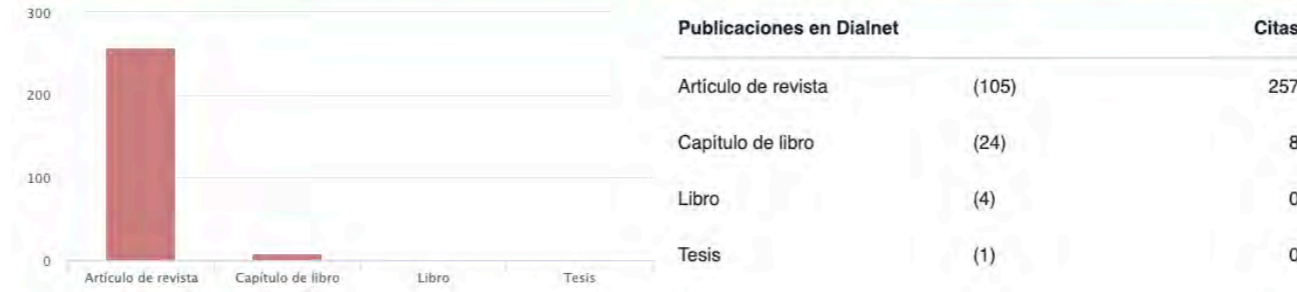 300
200
100
0
Artículo de revista
Capítulo de libro
Libro
Tesis
Publicaciones en Dialnet Citas
Artículo de revista (105) 257
Capítulo de libro (24) 8
Libro (4) 0
Tesis (1) 0